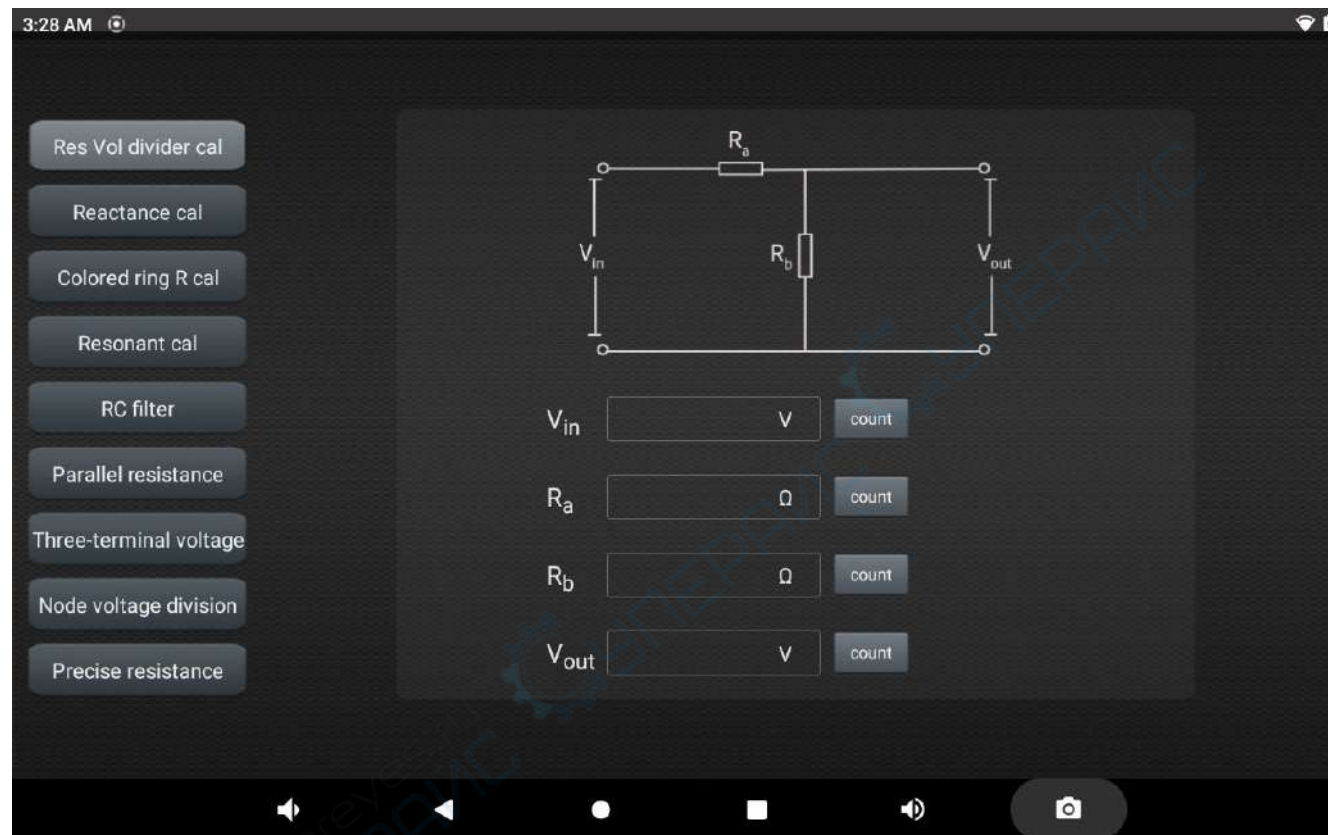 3:28 AM
Res Vol divider cal
Reactance cal
Colored ring R cal
Resonant cal
RC filter
Parallel resistance
Three-terminal voltage
Node voltage division
Precise resistance
Ra
Vin
Rb
Vout
Vin V count
Ra Ω count
Rb Ω count
Vout V count